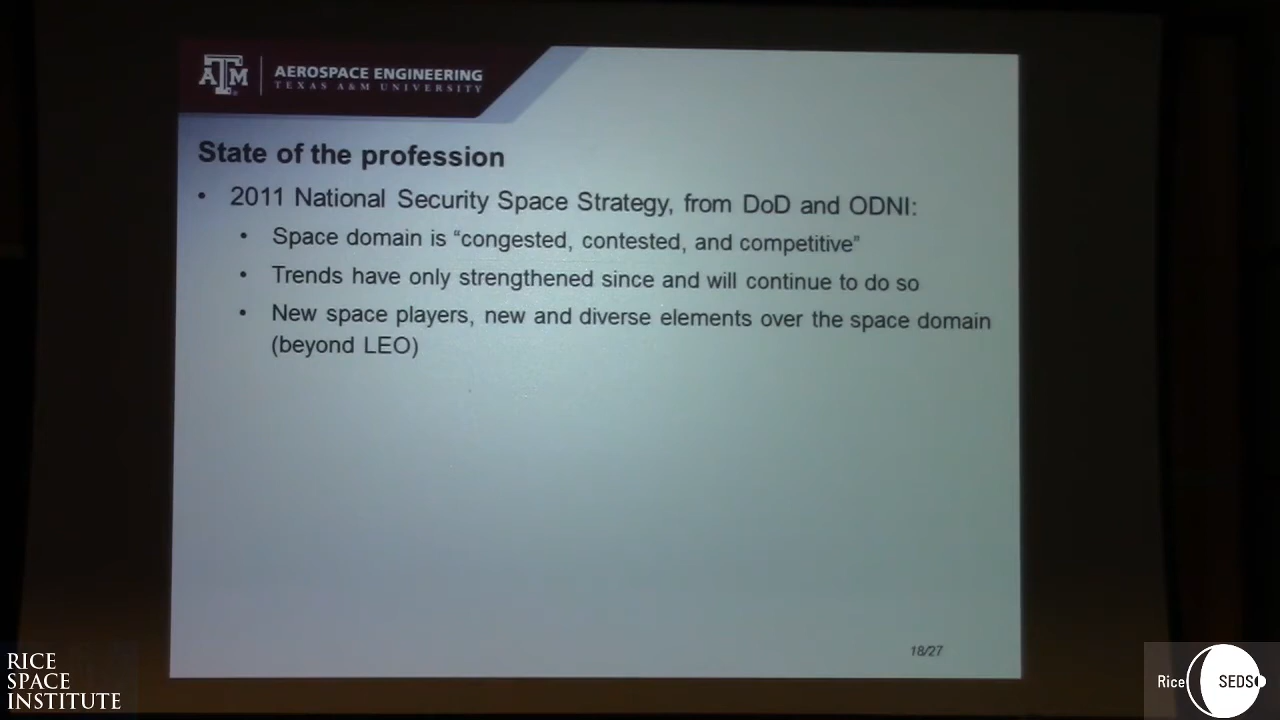 ATM AEROSPACE ENGINEERING
TEXAS A&M UNIVERSITY
State of the profession
• 2011 National Security Space Strategy, from DoD and ODNI:
• Space domain is “congested, contested, and competitive”
• Trends have only strengthened since and will continue to do so
• New space players, new and diverse elements over the space domain
(beyond LEO)
18/27
RICE
SPACE
INSTITUTE
Rice SEDS